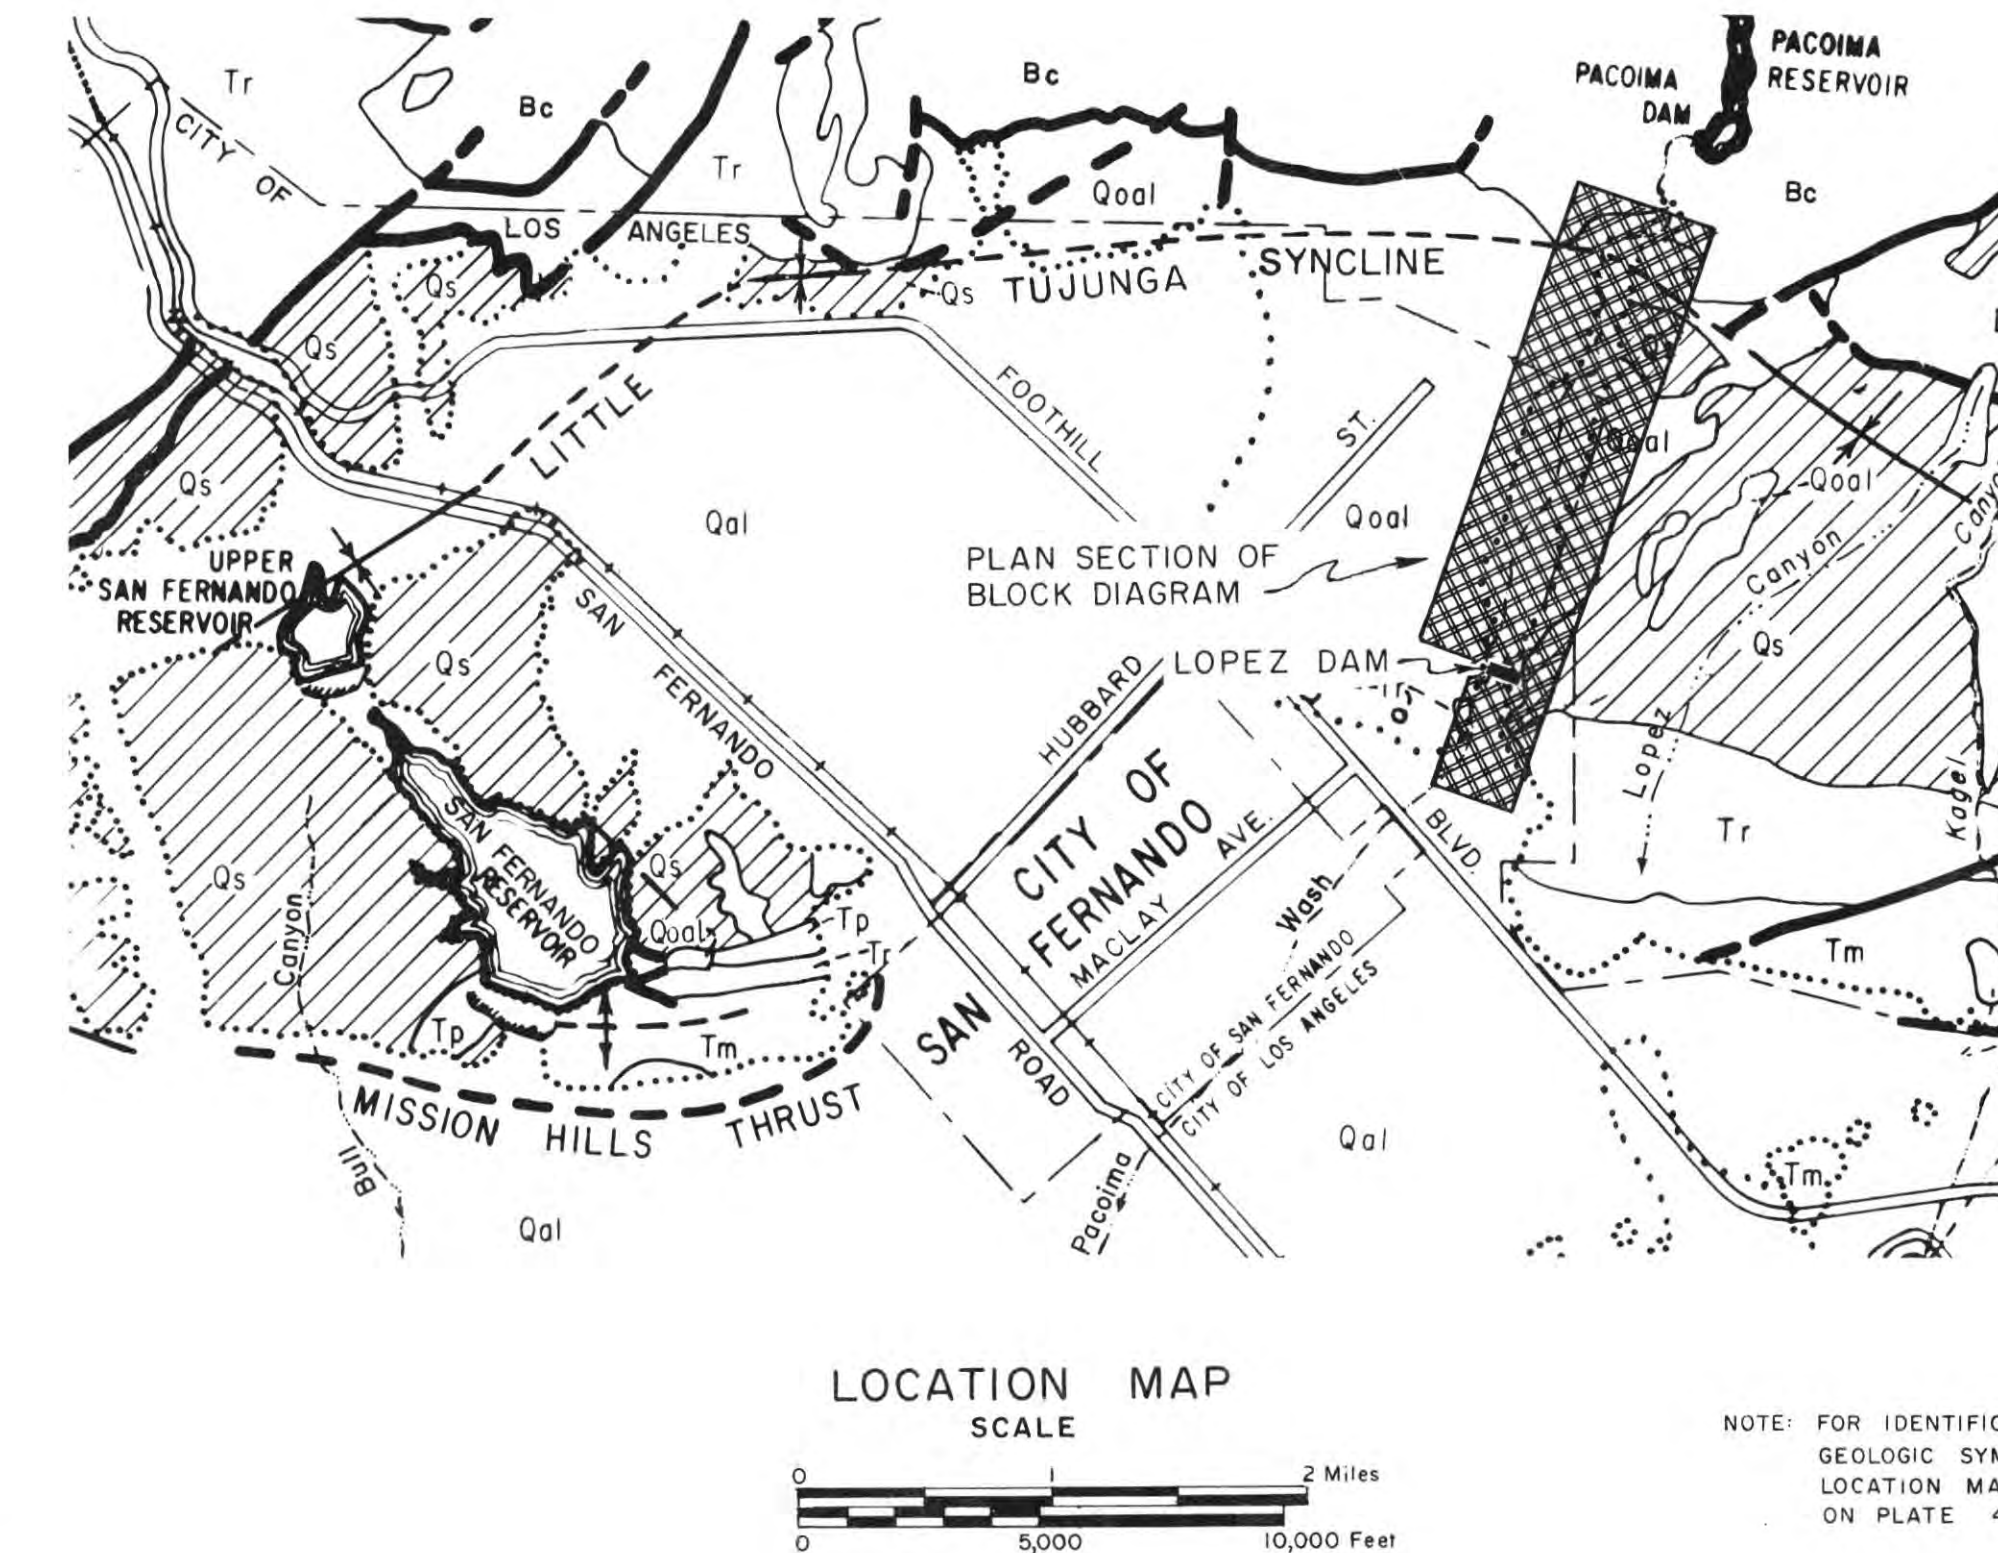 PACOIMA
RESERVOIR
PACOIMA
DAM
Tr
Bc
Bc
Bc
CITY OF
LOS ANGELES
Tr
Qoal
Qs
Qs
Qs
TUJUNGA SYNCLINE
LITTLE
FOOTHILL
ST.
Qs
Qoal
Qoal
Qoal
Qal
Canyon
Canyo
PLAN SECTION OF
BLOCK DIAGRAM
UPPER
SAN FERNANDO
RESERVOIR
SAN
FERNANDO
Qs
Qs
HUBBARD
LOPEZ DAM
Lopez
Kagel
CITY OF
FERNANDO
SAN
MACLAY AVE.
BLVD.
Tr
SAN FERNANDO
RESERVOIR
Qs
Qs
Canyon
Qoal
Tp
Tr
Wash
Tm
CITY OF SAN FERNANDO
CITY OF LOS ANGELES
ROAD
Tp
Tm
MISSION HILLS THRUST
Bull
Pacoima
Qal
Tm
Qal
LOCATION MAP
SCALE
0 1 2 Miles
0 5,000 10,000 Feet
NOTE: FOR IDENTIFIC
GEOLOGIC SYM
LOCATION MA
ON PLATE 4